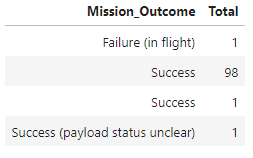 Mission_Outcome Total
Failure (in flight) 1
Success 98
Success 1
Success (payload status unclear) 1